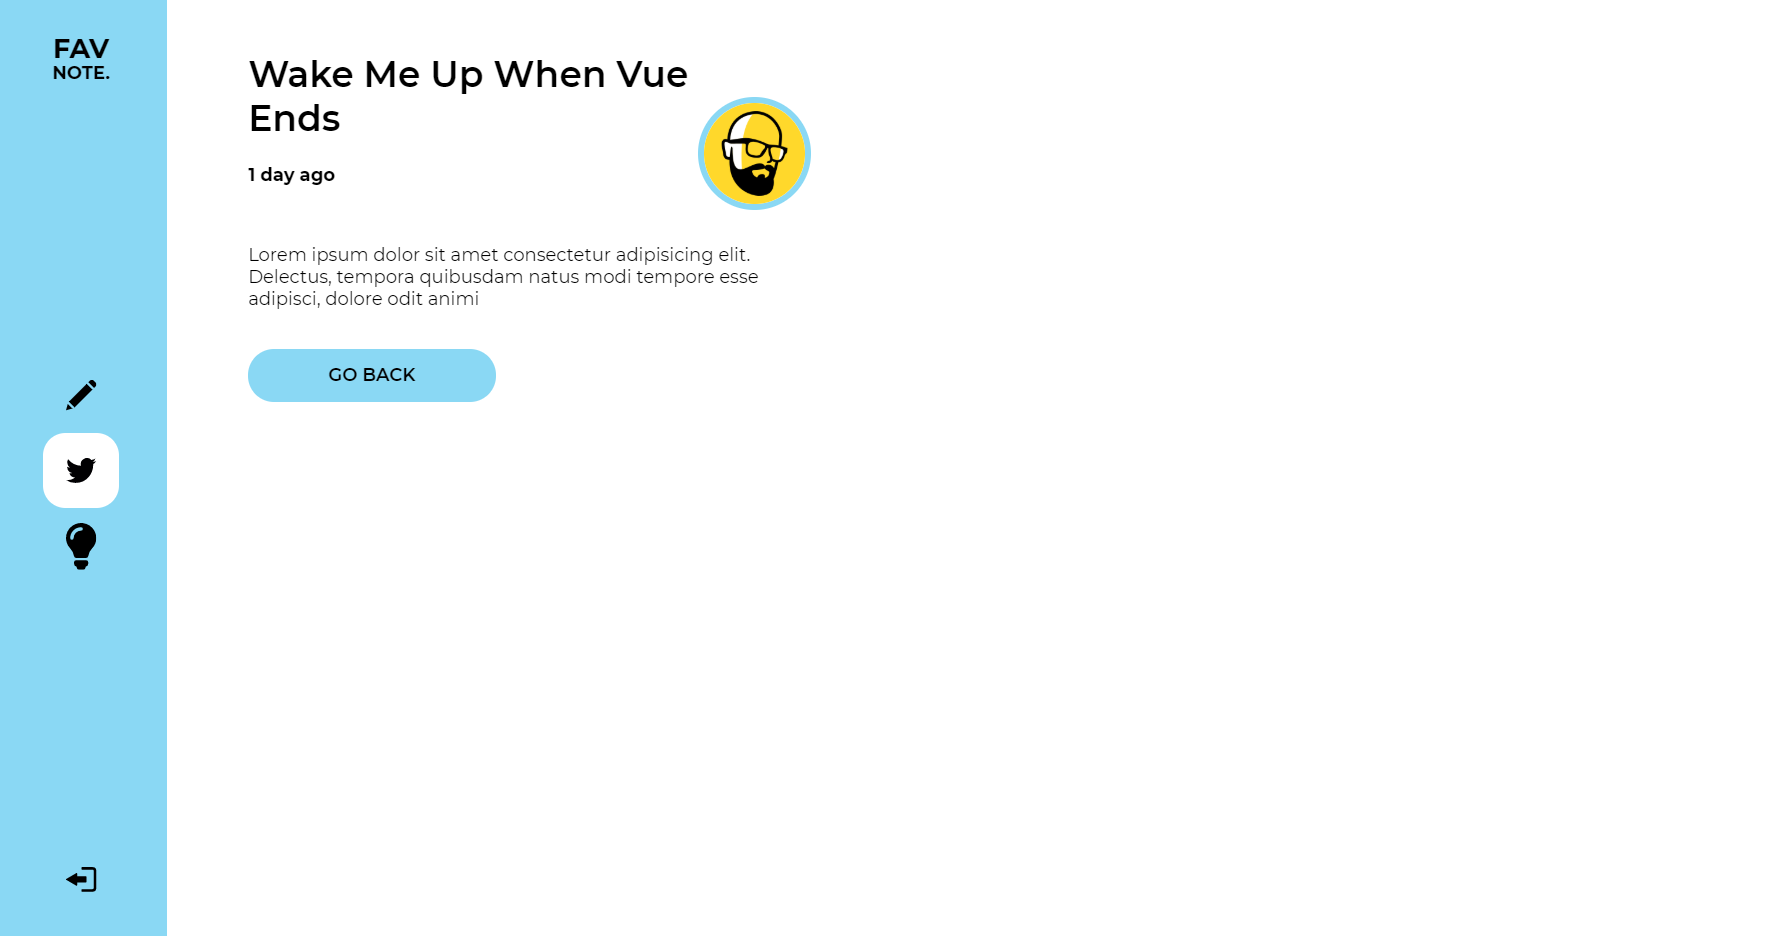 FAV
NOTE.
Wake Me Up When Vue
Ends
1 day ago
Lorem ipsum dolor sit amet consectetur adipisicing elit.
Delectus, tempora quibusdam natus modi tempore esse
adipisci, dolore odit animi
GO BACK